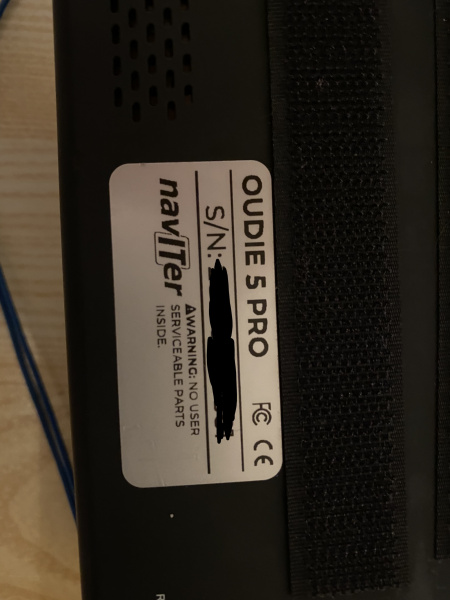 OUDIE 5 PRO
FC CE
S/N:
navITer
⚠WARNING: NO USER
SERVICEABLE PARTS
INSIDE.
R